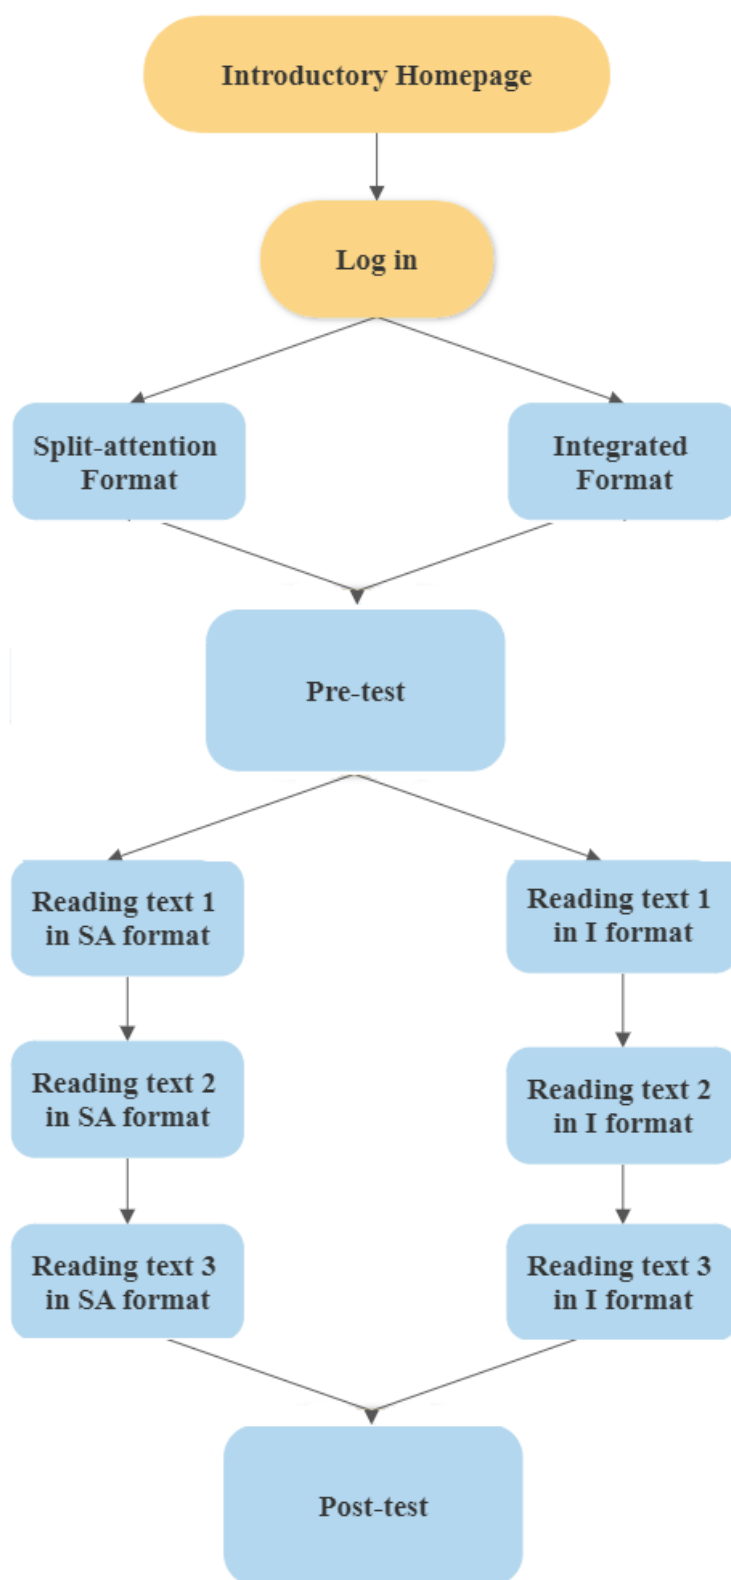 Introductory Homepage
Log in
Split-attention
Format
Integrated
Format
Pre-test
Reading text 1
in SA format
Reading text 1
in I format
Reading text 2
in SA format
Reading text 2
in I format
Reading text 3
in SA format
Reading text 3
in I format
Post-test